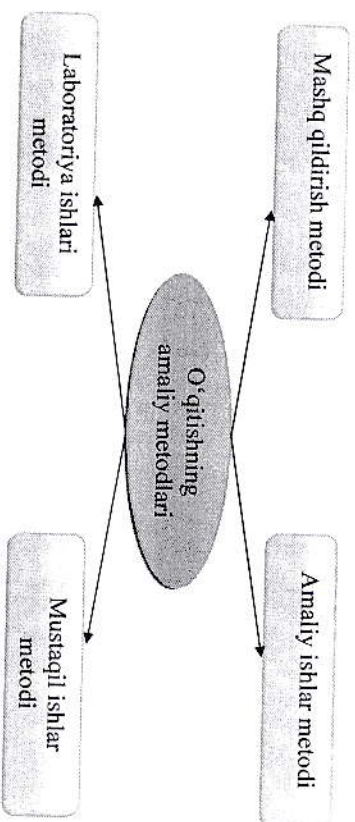 Mashq qildirish metodi
Amaliy ishlar metodi
O‘qitishning
amaliy metodlari
Laboratoriya ishlari
metodi
Mustaqil ishlar
metodi